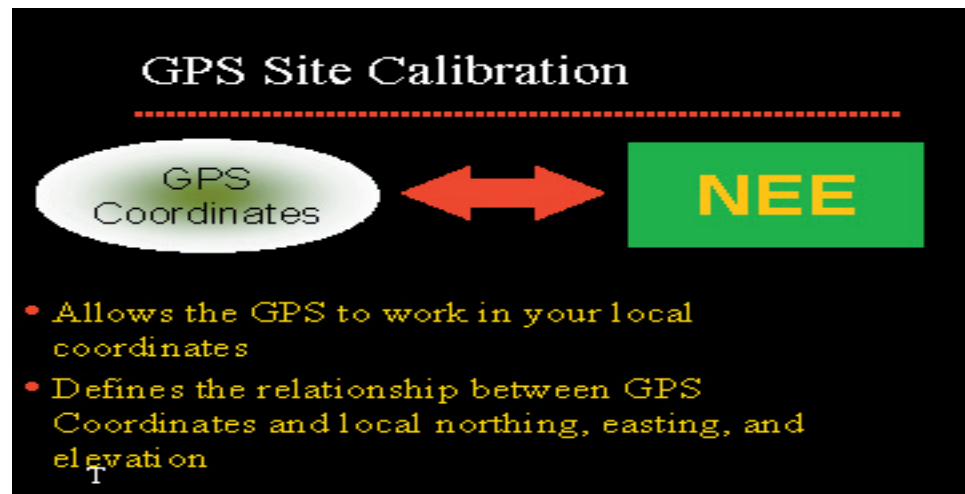 GPS Site Calibration
GPS
Coordinates
NEE
• Allows the GPS to work in your local
coordinates
• Defines the relationship between GPS
Coordinates and local northing, easting, and
elevation
T